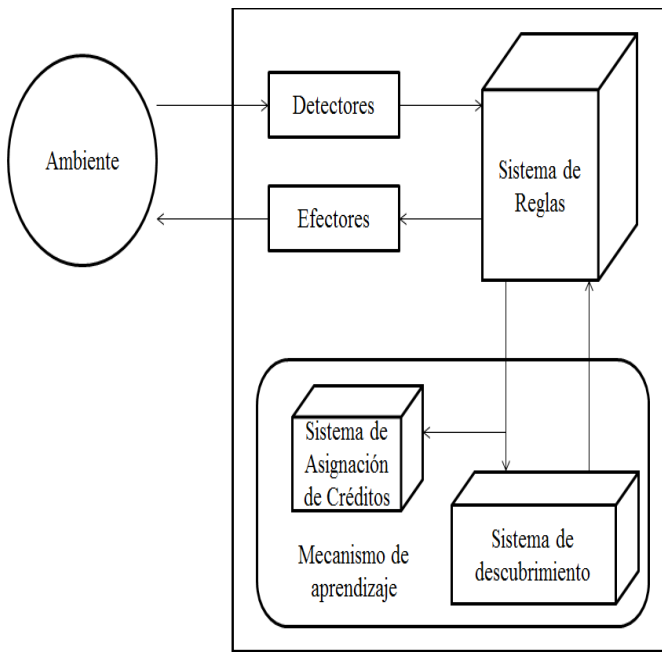 Ambiente
Detectores
Efectores
Sistema de
Reglas
Sistema de
Asignación
de Créditos
Mecanismo de
aprendizaje
Sistema de
descubrimiento